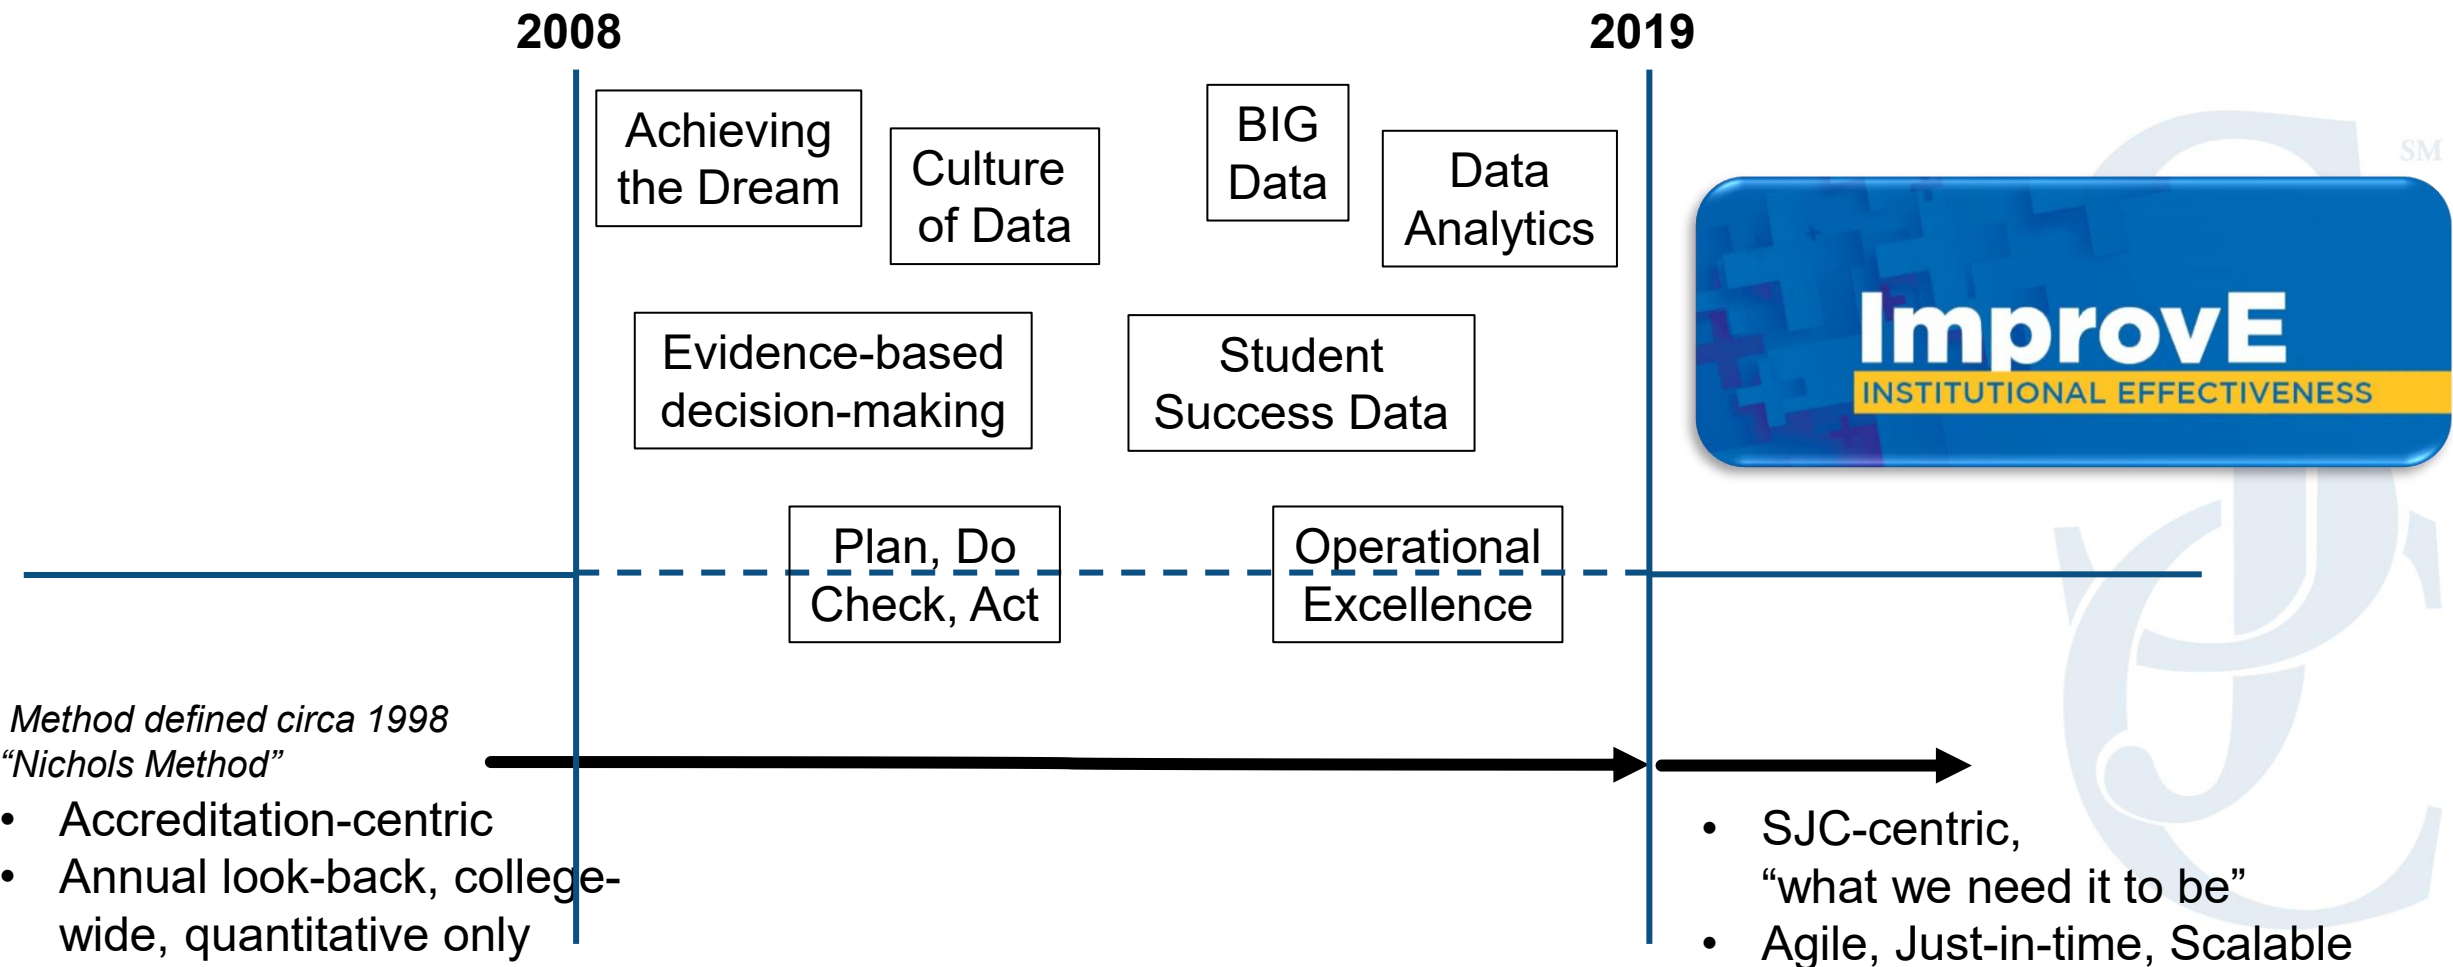 2008
2019
Achieving
the Dream
Culture
of Data
BIG
Data
Data
Analytics
SM
Evidence-based
decision-making
Student
Success Data
ImprovE
INSTITUTIONAL EFFECTIVENESS
Plan, Do
Check, Act
Operational
Excellence
Method defined circa 1998
“Nichols Method”
• Accreditation-centric
• Annual look-back, college-
wide, quantitative only
• SJC-centric,
“what we need it to be”
• Agile, Just-in-time, Scalable